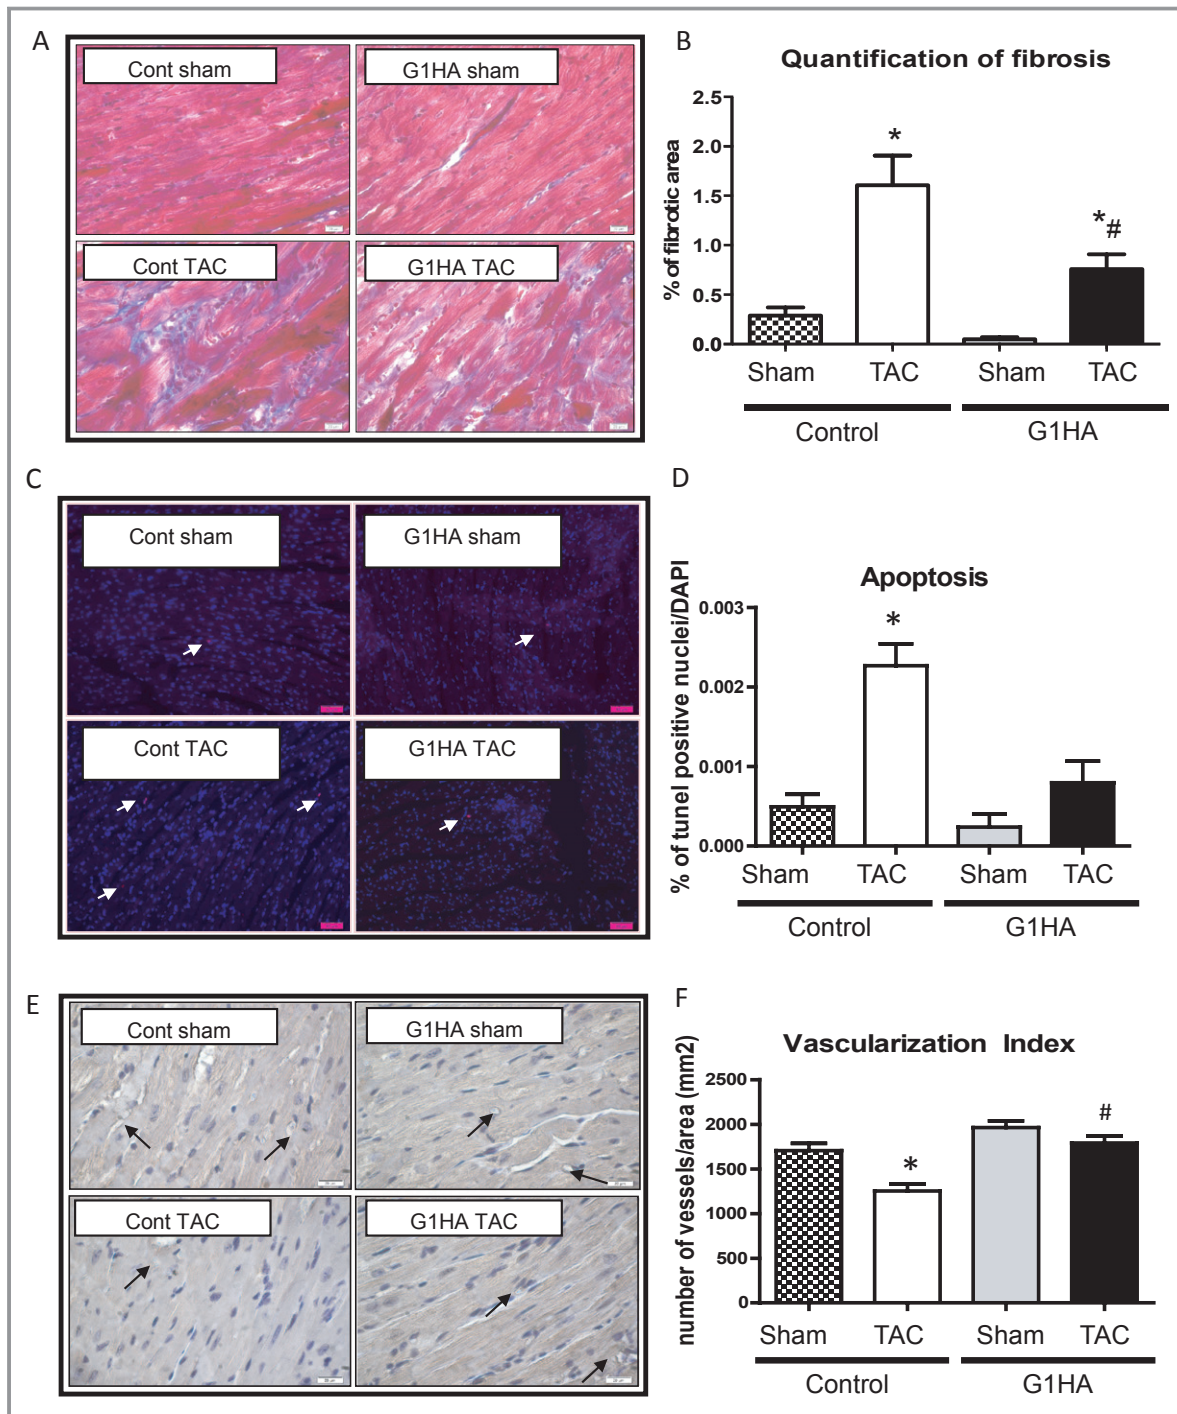 A
Cont sham
G1HA sham
Cont TAC
G1HA TAC
B
Quantification of fibrosis
% of fibrotic area
2.5
2.0
1.5
1.0
0.5
0.0
*
*#
Sham
TAC
Sham
TAC
Control
G1HA
C
Cont sham
G1HA sham
Cont TAC
G1HA TAC
D
Apoptosis
% of tunel positive nuclei/DAPI
0.003
0.002
0.001
0.000
*
Sham
TAC
Sham
TAC
Control
G1HA
E
Cont sham
G1HA sham
Cont TAC
G1HA TAC
F
Vascularization Index
number of vessels/area (mm2)
2500
2000
1500
1000
500
0
*
#
Sham
TAC
Sham
TAC
Control
G1HA